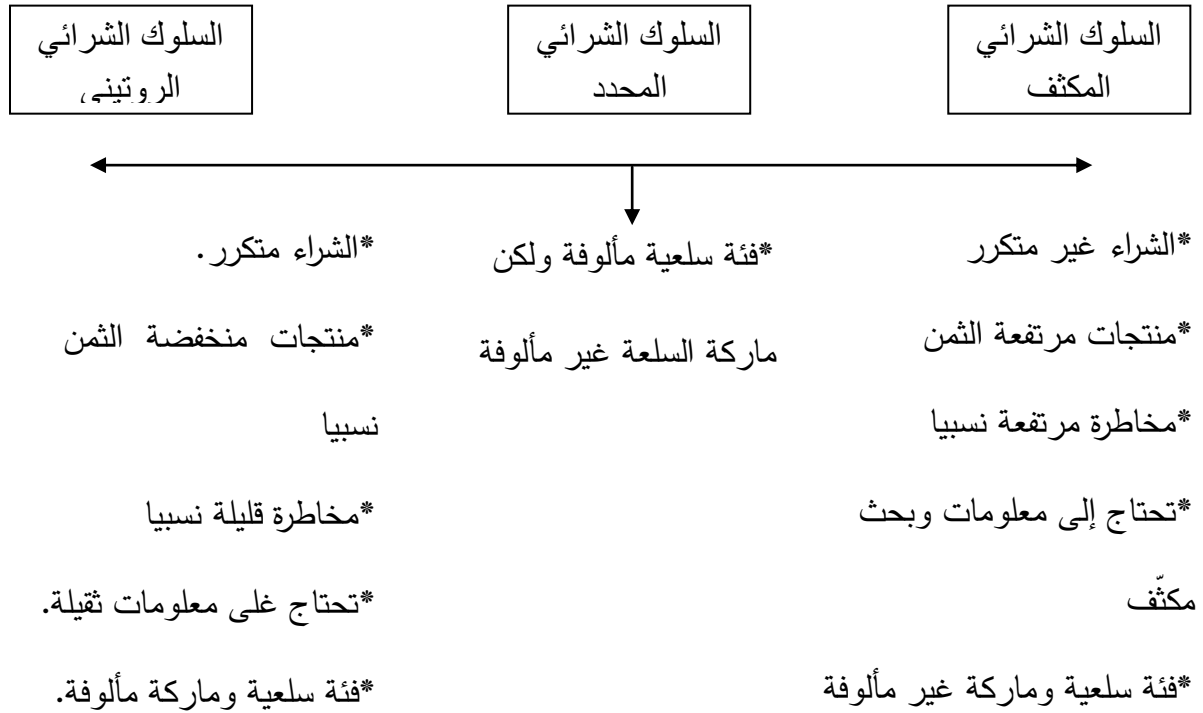 السلوك الشرائي
المكثف
السلوك الشرائي
المحدد
السلوك الشرائي
الروتيني
*الشراء غير متكرر
*منتجات مرتفعة الثمن
*مخاطرة مرتفعة نسبيا
*تحتاج إلى معلومات وبحث
مكثّف
*فئة سلعية وماركة غير مألوفة
*فئة سلعية مألوفة ولكن
ماركة السلعة غير مألوفة
*الشراء متكرر.
*منتجات منخفضة الثمن
نسبيا
*مخاطرة قليلة نسبيا
*تحتاج غلى معلومات ثقيلة.
*فئة سلعية وماركة مألوفة.